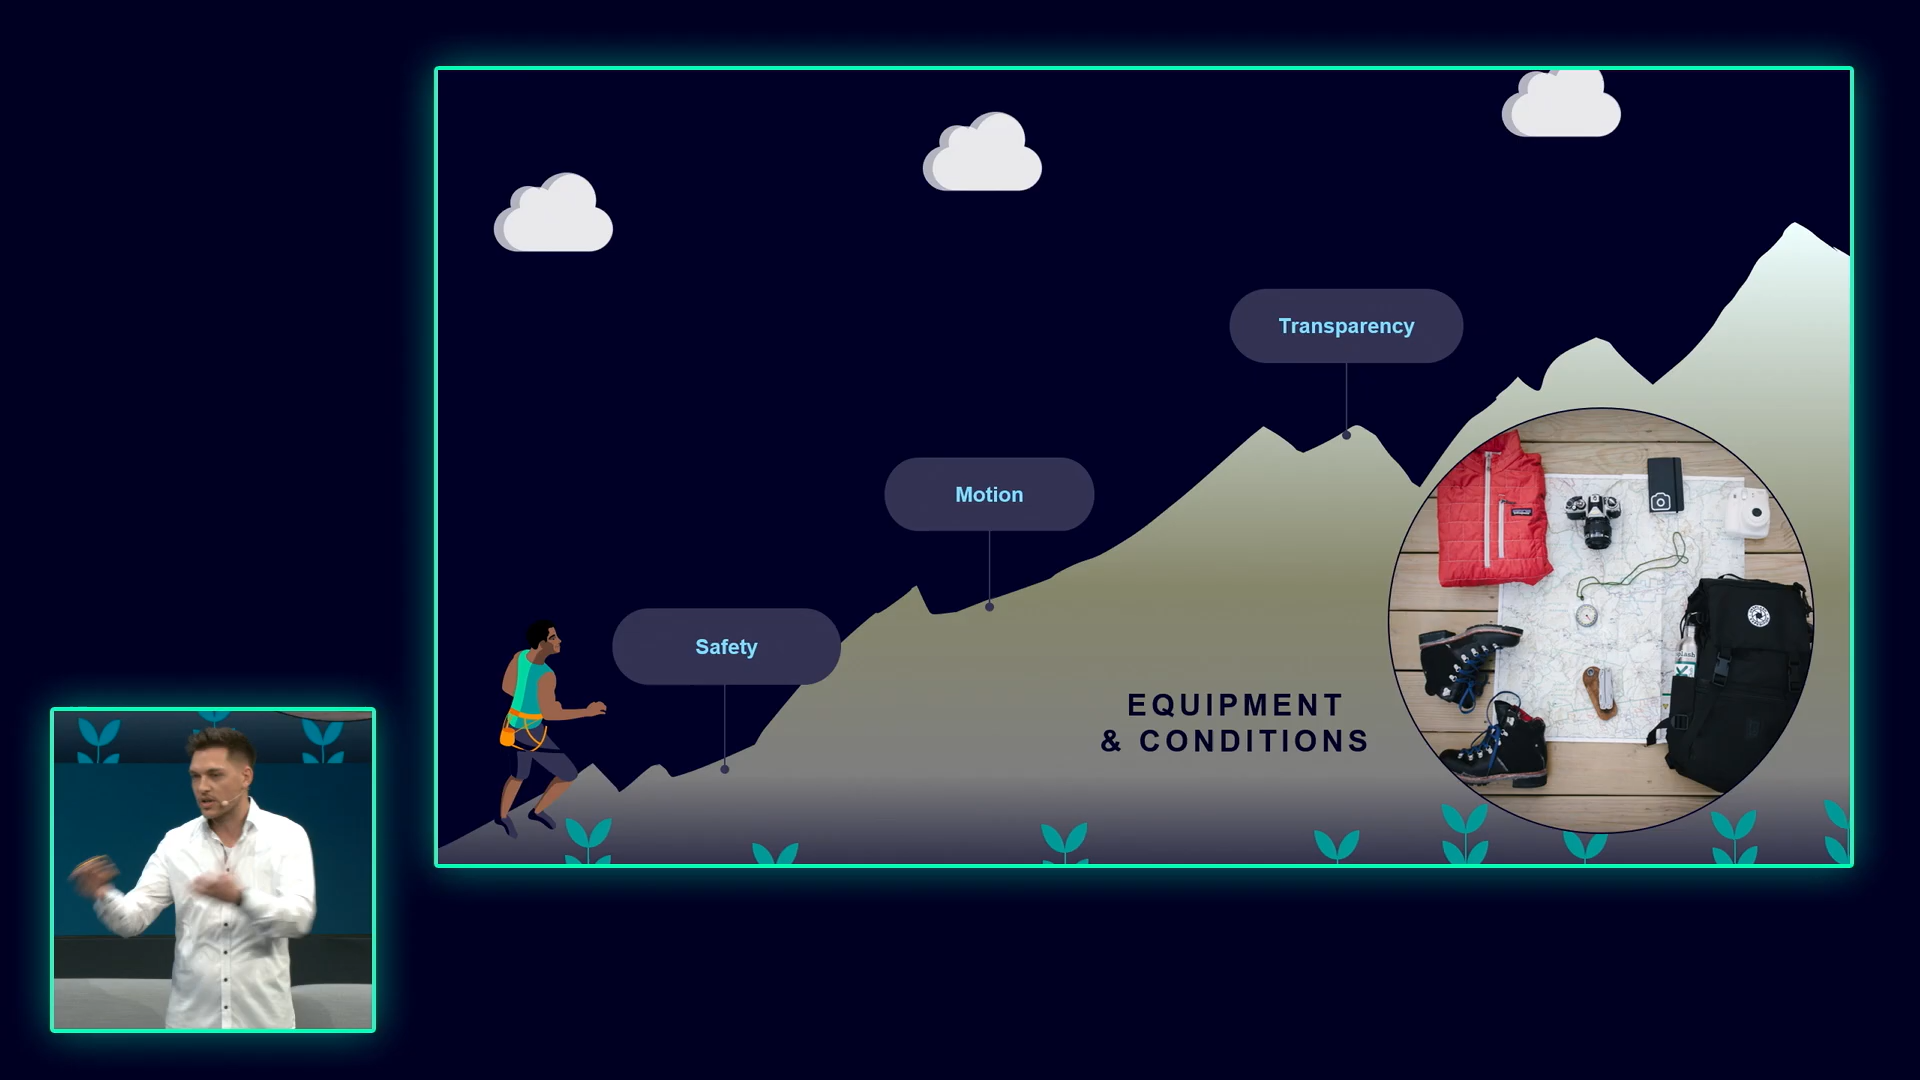 Transparency
Motion
Safety
EQUIPMENT
& CONDITIONS